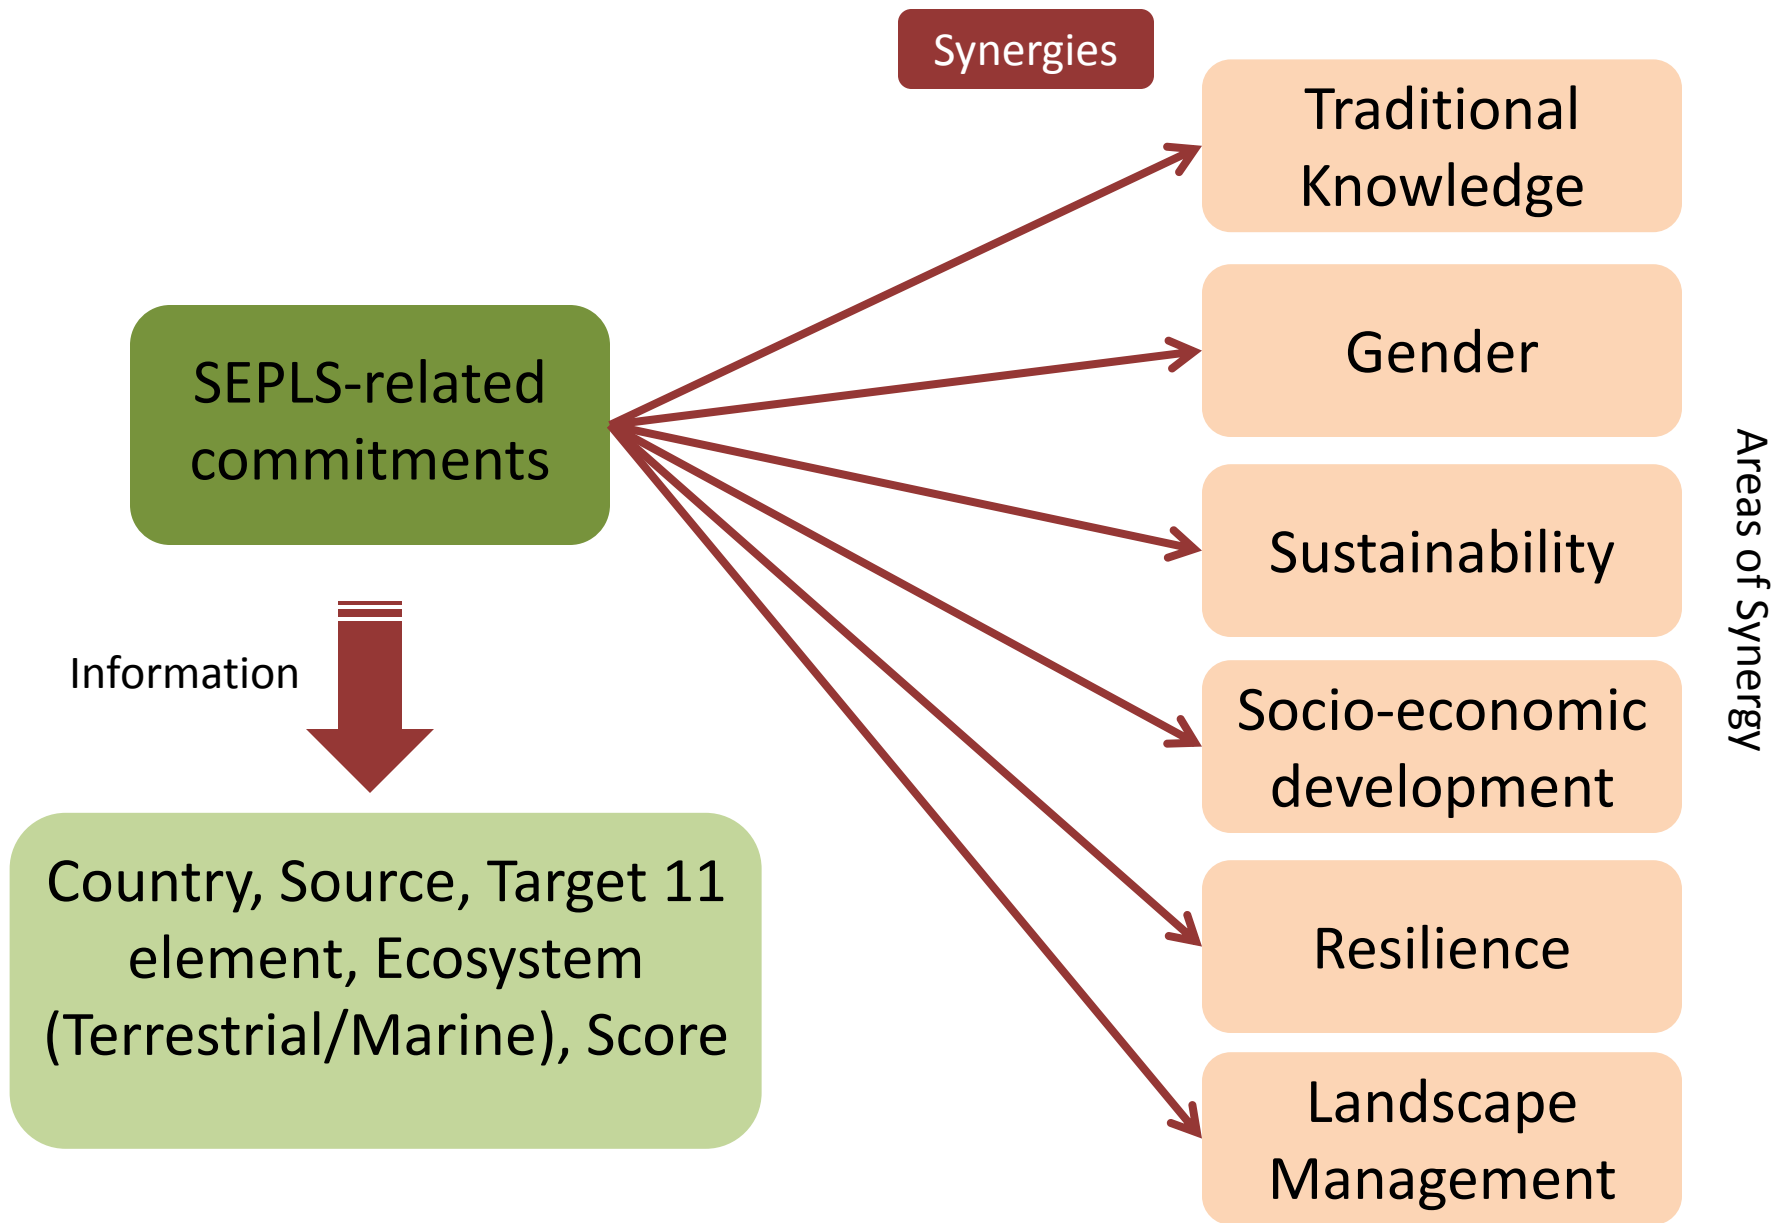 Synergies
Traditional
Knowledge
Gender
SEPLS-related
commitments
Sustainability
Areas of Synergy
Information
Socio-economic
development
Country, Source, Target 11
element, Ecosystem
(Terrestrial/Marine), Score
Resilience
Landscape
Management